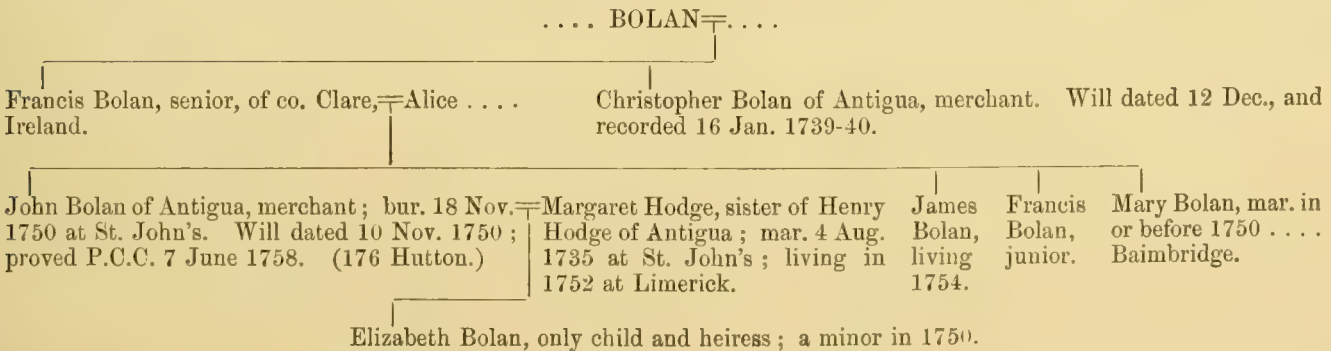 .... BOLAN=....
Francis Bolan, senior, of co. Clare,=Alice ....
Ireland.
Christopher Bolan of Antigua, merchant. Will dated 12 Dec., and
recorded 16 Jan. 1739-40.
John Bolan of Antigua, merchant; bur. 18 Nov.=
1750 at St. John's. Will dated 10 Nov. 1750;
proved P.C.C. 7 June 1758. (176 Hutton.)
Margaret Hodge, sister of Henry
Hodge of Antigua; mar. 4 Aug.
1735 at St. John's; living in
1752 at Limerick.
James
Bolan,
living
1754.
Francis
Bolan,
junior.
Mary Bolan, mar. in
or before 1750 ....
Baimbridge.
Elizabeth Bolan, only child and heiress; a minor in 1750.